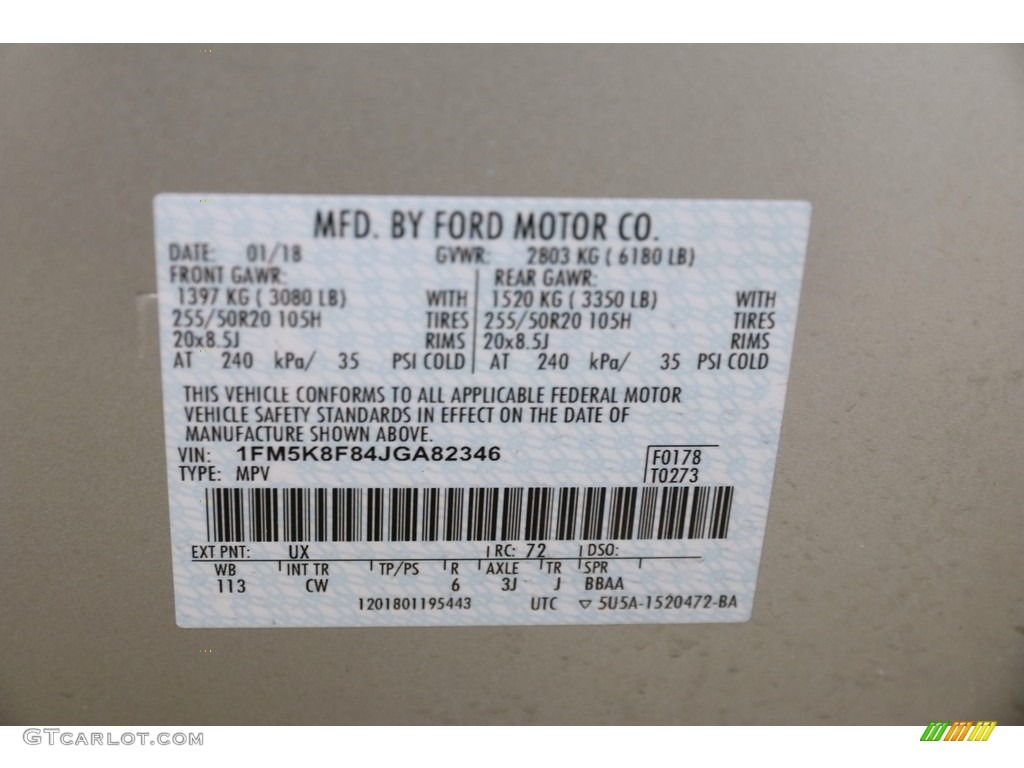 MFD. BY FORD MOTOR CO.
DATE: 01/18 GVWR: 2803 KG ( 6180 LB)
FRONT GAWR: REAR GAWR:
1397 KG ( 3080 LB) WITH 1520 KG ( 3350 LB) WITH
255/50R20 105H TIRES 255/50R20 105H TIRES
20x8.5J RIMS 20x8.5J RIMS
AT 240 kPa/ 35 PSI COLD AT 240 kPa/ 35 PSI COLD
THIS VEHICLE CONFORMS TO ALL APPLICABLE FEDERAL MOTOR
VEHICLE SAFETY STANDARDS IN EFFECT ON THE DATE OF
MANUFACTURE SHOWN ABOVE.
VIN: 1FM5K8F84JGA82346 F0178
TYPE: MPV T0273
EXT PNT: UX RC: 72 DSO:
WB INT TR TP/PS R AXLE TR SPR
113 CW 6 3J J BBAA
1201801195443 UTC ▽ 5U5A-1520472-BA
GTCARLOT.COM